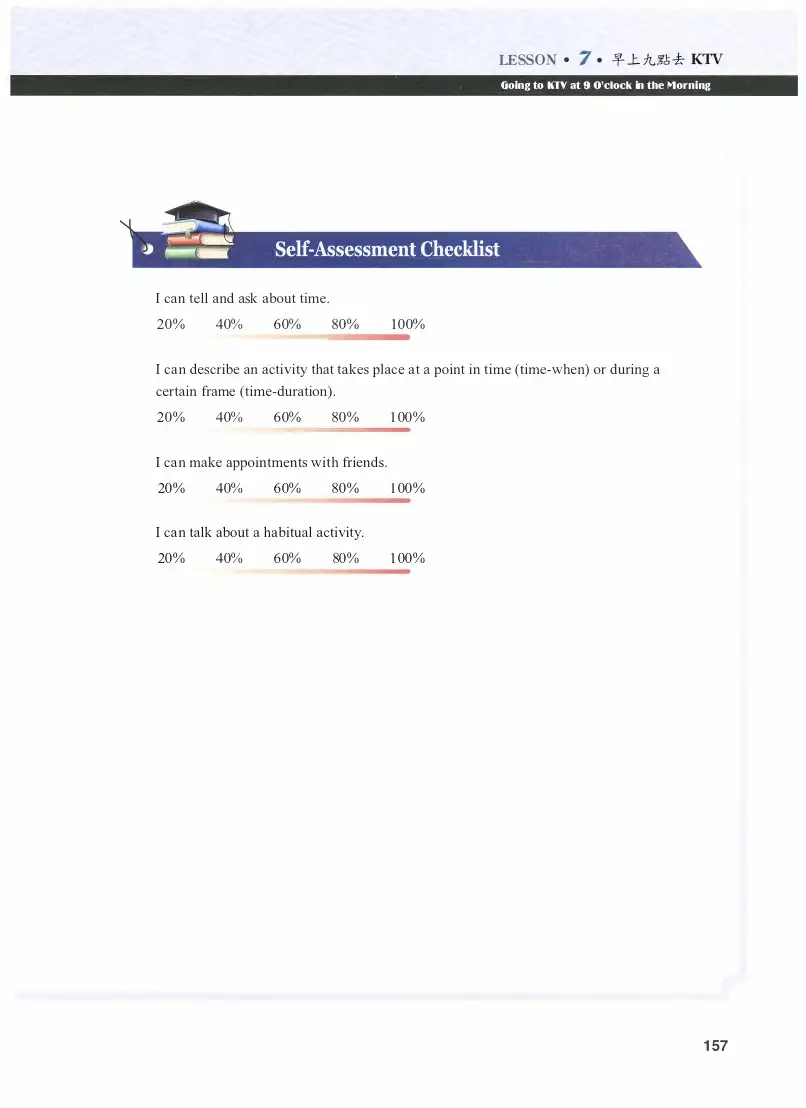 LESSON • 7 • 早上九點去 KTV
Going to KTV at 9 O'clock in the Morning
Self-Assessment Checklist
I can tell and ask about time.
20% 40% 60% 80% 100%
I can describe an activity that takes place at a point in time (time-when) or during a
certain frame (time-duration).
20% 40% 60% 80% 100%
I can make appointments with friends.
20% 40% 60% 80% 100%
I can talk about a habitual activity.
20% 40% 60% 80% 100%
157